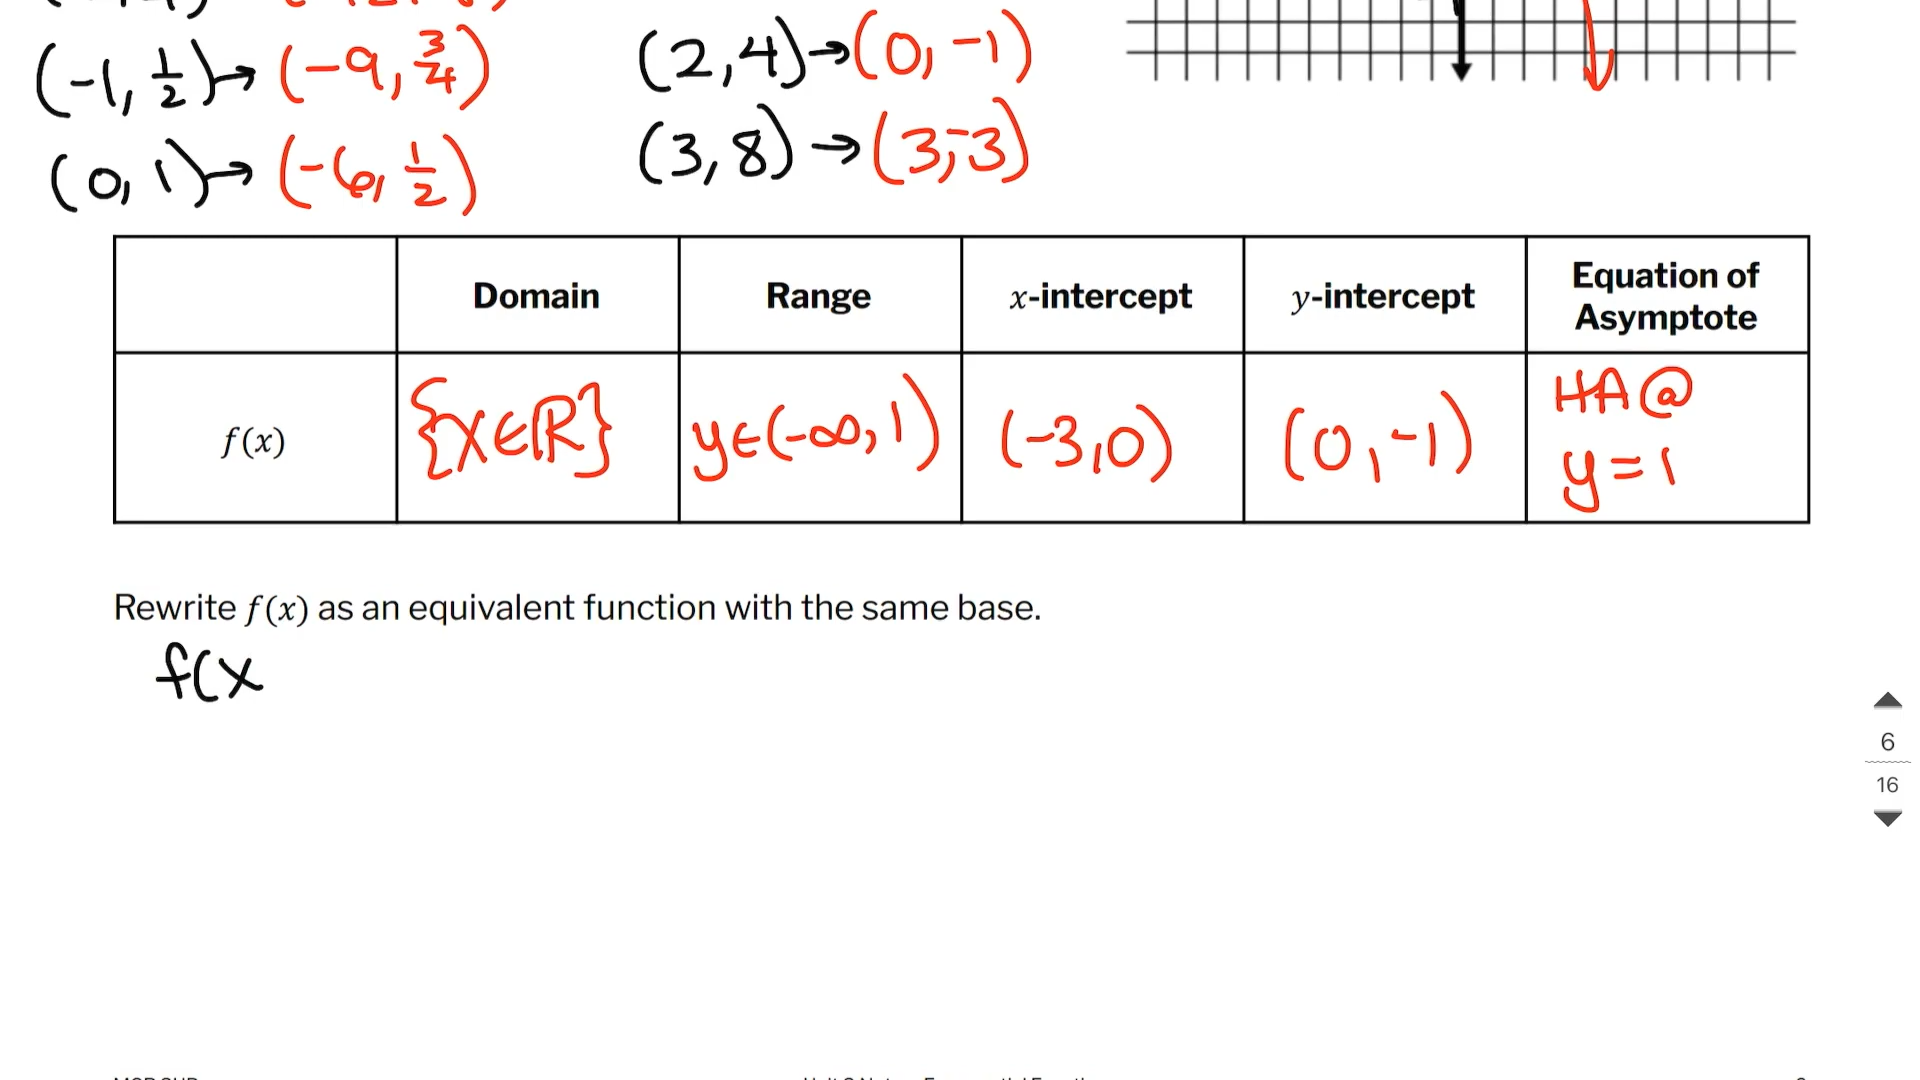 (-1, 1/2) → (-9, 3/4)
(2,4) → (0, -1)
(0, 1) → (-6, 1/2)
(3, 8) → (3, -3)
Domain Range x-intercept y-intercept Equation of Asymptote
f(x) {X∈ℝ} y∈(-∞, 1) (-3,0) (0, -1) HA @ y = 1
Rewrite f(x) as an equivalent function with the same base.
f(x
6
16